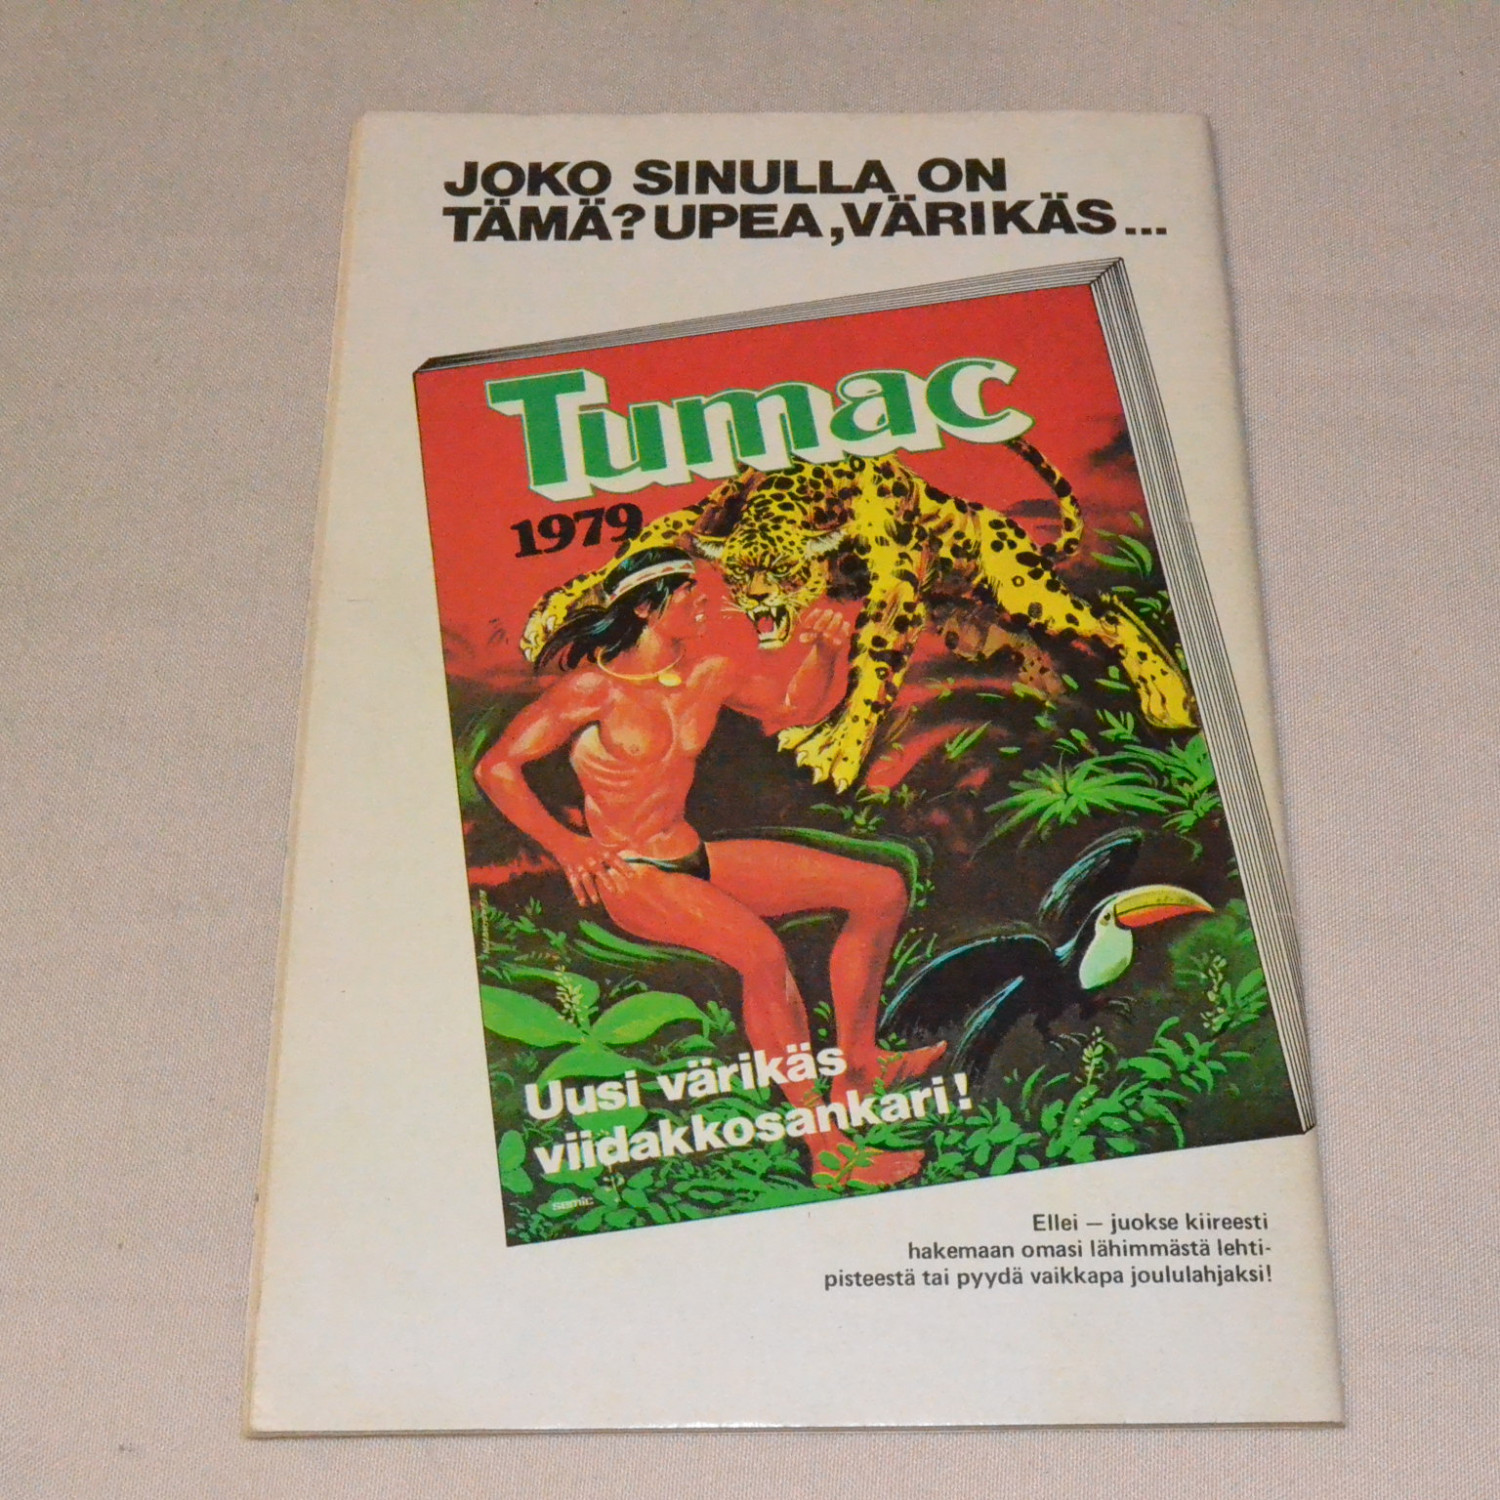 JOKO SINULLA ON
TÄMÄ? UPEA, VÄRIKÄS...
Tumac
1979
Uusi värikäs
viidakkosankari!
semic
Ellei — juokse kiireesti
hakemaan omasi lähimmästä lehti-
pisteestä tai pyydä vaikkapa joululahjaksi!